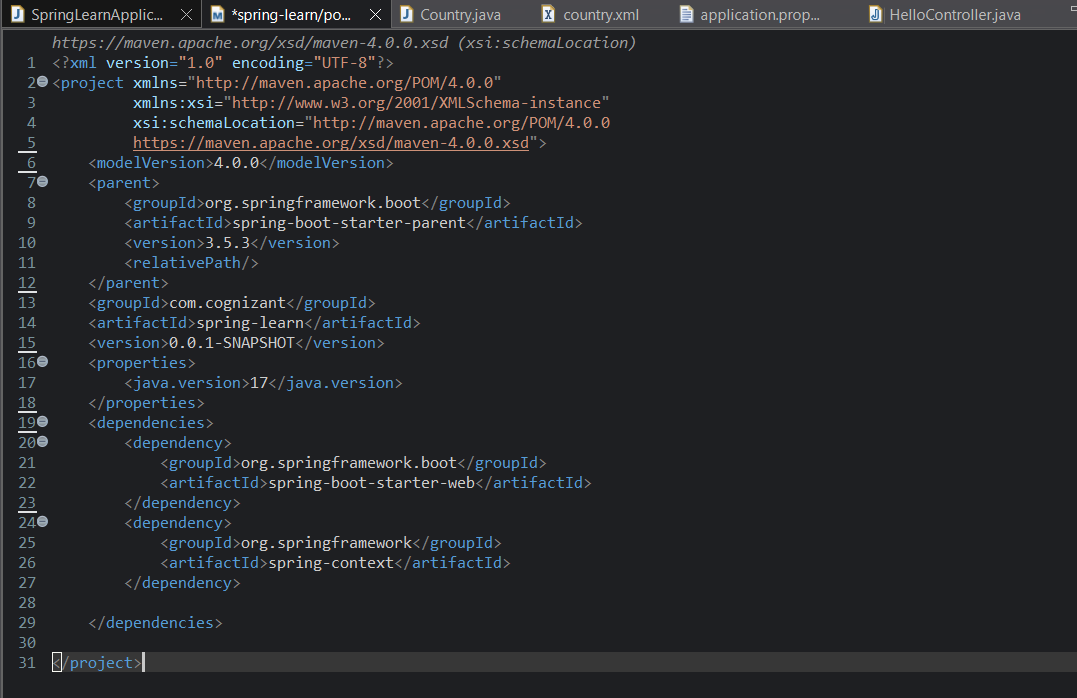 SpringLearnApplic... *spring-learn/po... Country.java country.xml application.prop... HelloController.java
https://maven.apache.org/xsd/maven-4.0.0.xsd (xsi:schemaLocation)
1 <?xml version="1.0" encoding="UTF-8"?>
2 <project xmlns="http://maven.apache.org/POM/4.0.0"
3 xmlns:xsi="http://www.w3.org/2001/XMLSchema-instance"
4 xsi:schemaLocation="http://maven.apache.org/POM/4.0.0
5 https://maven.apache.org/xsd/maven-4.0.0.xsd">
6 <modelVersion>4.0.0</modelVersion>
7 <parent>
8 <groupId>org.springframework.boot</groupId>
9 <artifactId>spring-boot-starter-parent</artifactId>
10 <version>3.5.3</version>
11 <relativePath/>
12 </parent>
13 <groupId>com.cognizant</groupId>
14 <artifactId>spring-learn</artifactId>
15 <version>0.0.1-SNAPSHOT</version>
16 <properties>
17 <java.version>17</java.version>
18 </properties>
19 <dependencies>
20 <dependency>
21 <groupId>org.springframework.boot</groupId>
22 <artifactId>spring-boot-starter-web</artifactId>
23 </dependency>
24 <dependency>
25 <groupId>org.springframework</groupId>
26 <artifactId>spring-context</artifactId>
27 </dependency>
28
29 </dependencies>
30
31 </project>